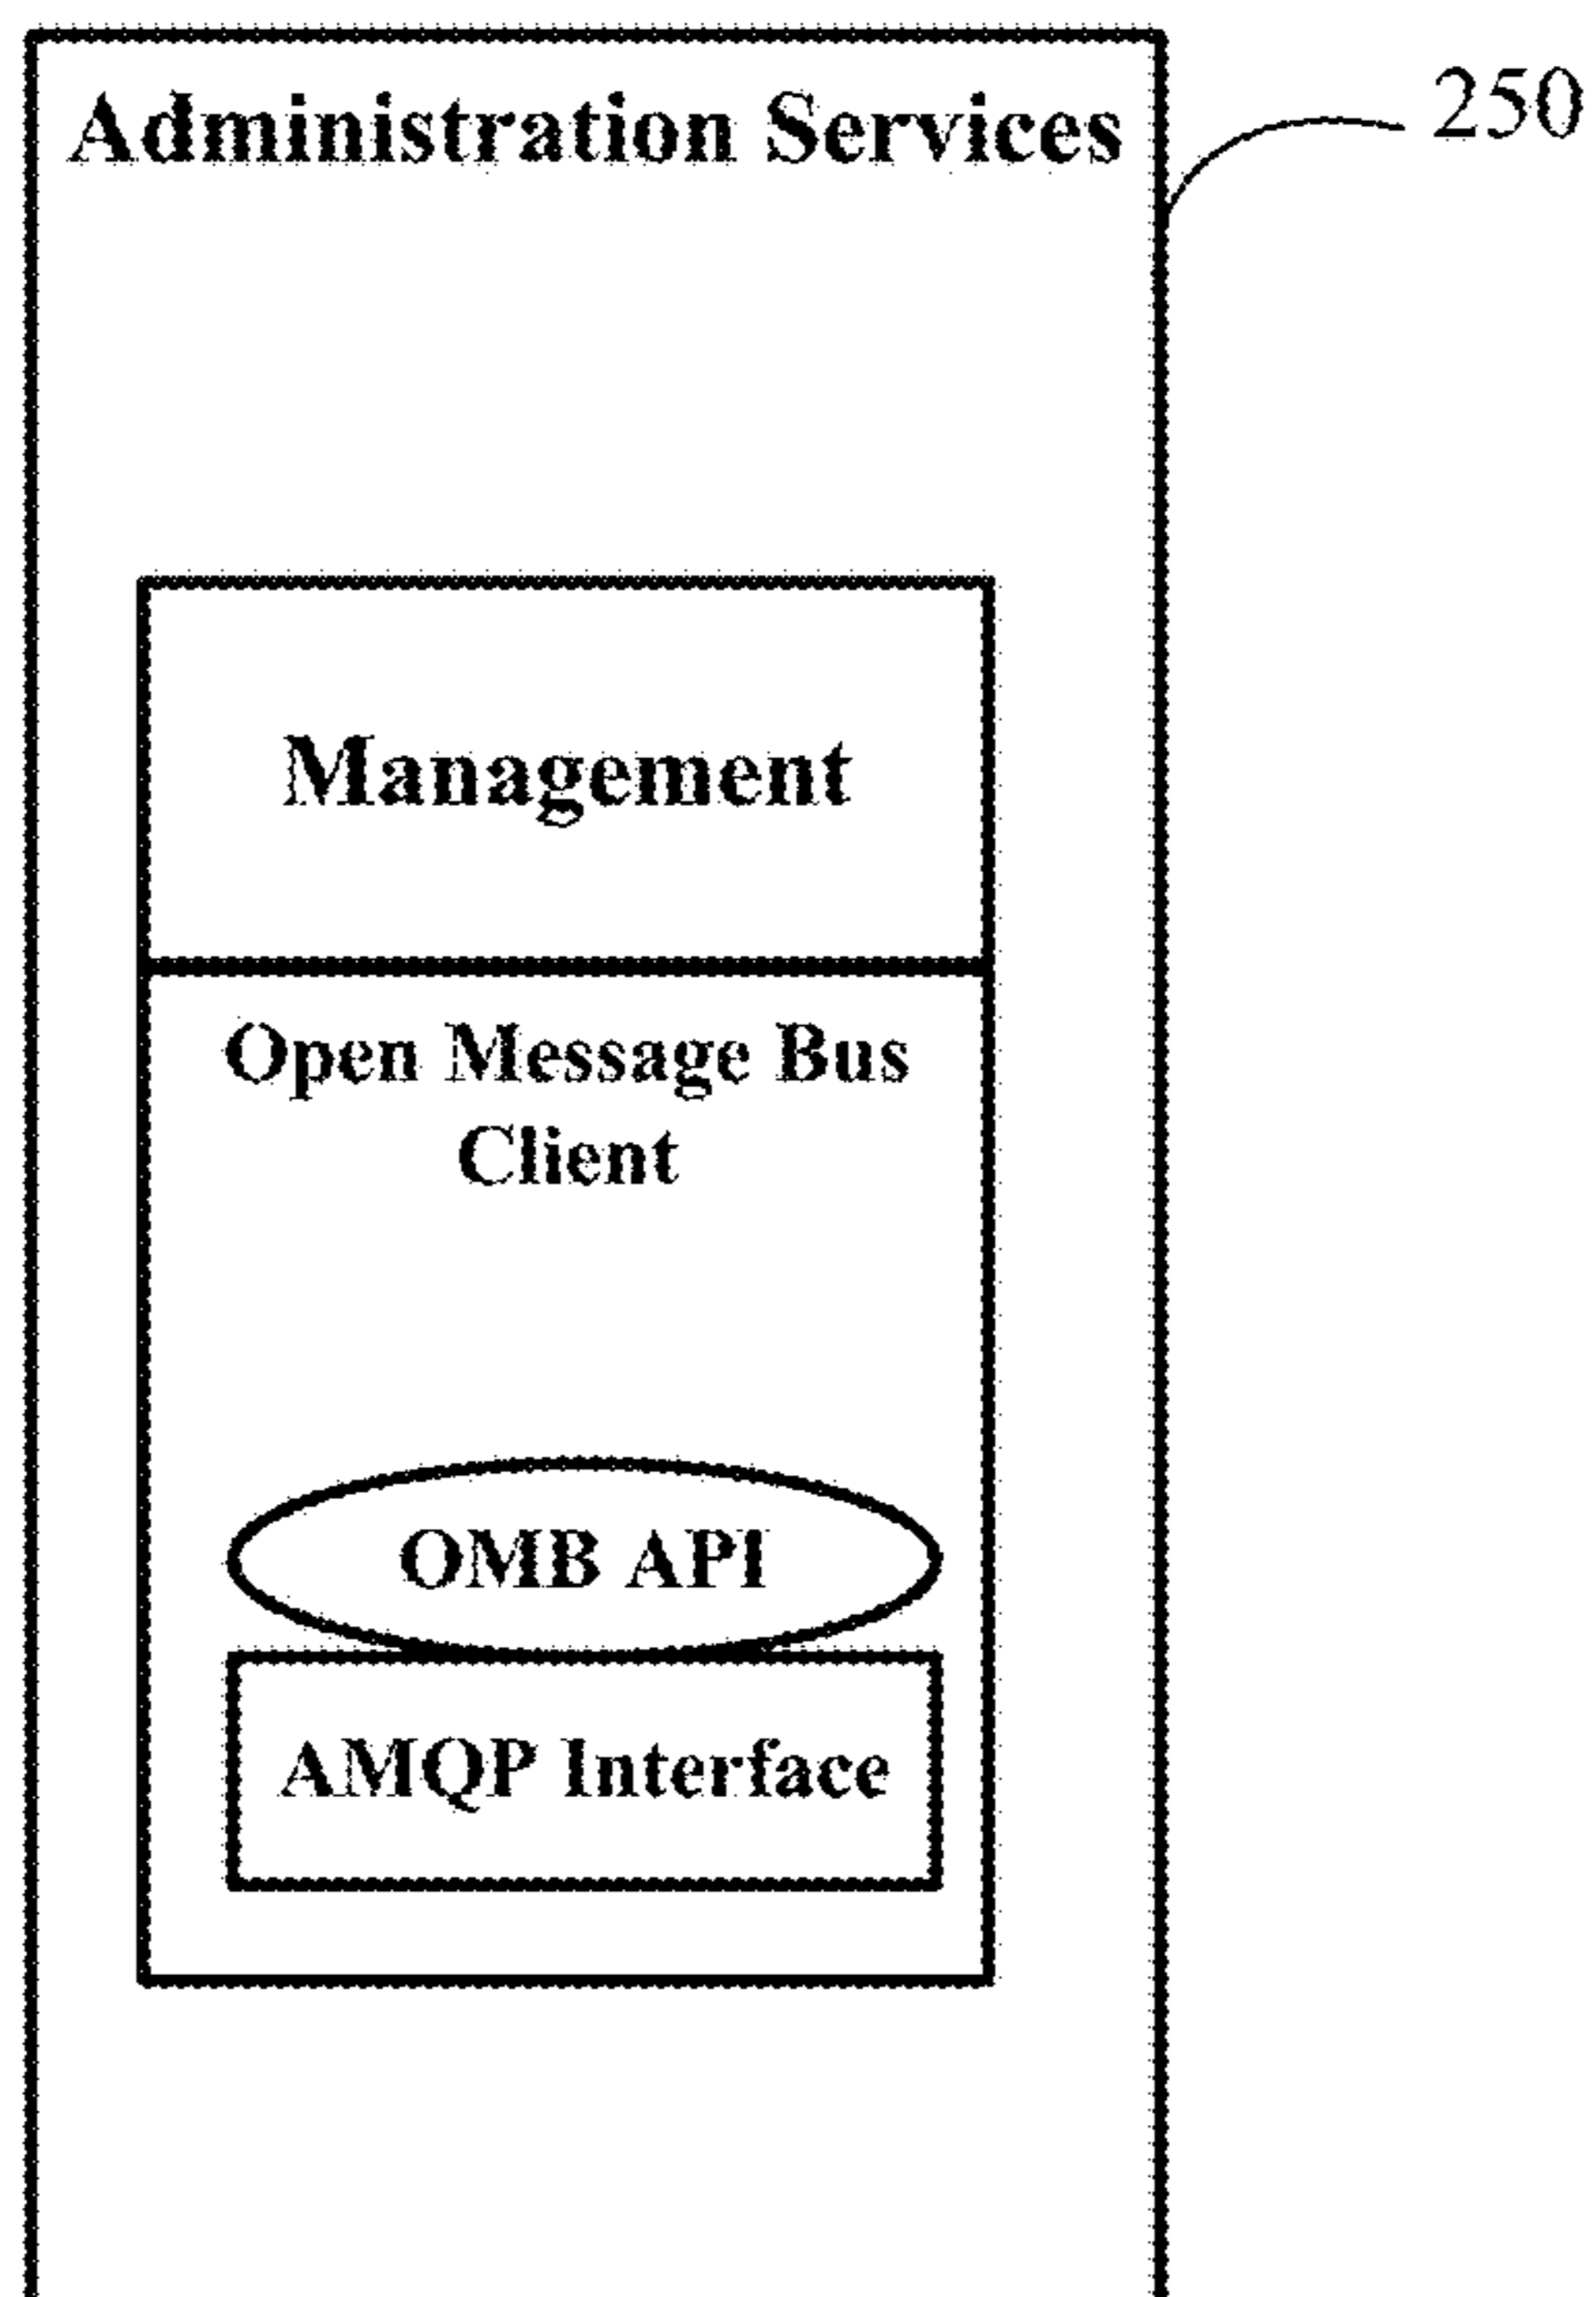 Administration Services
250
Management
Open Message Bus
Client
OMB API
AMQP Interface